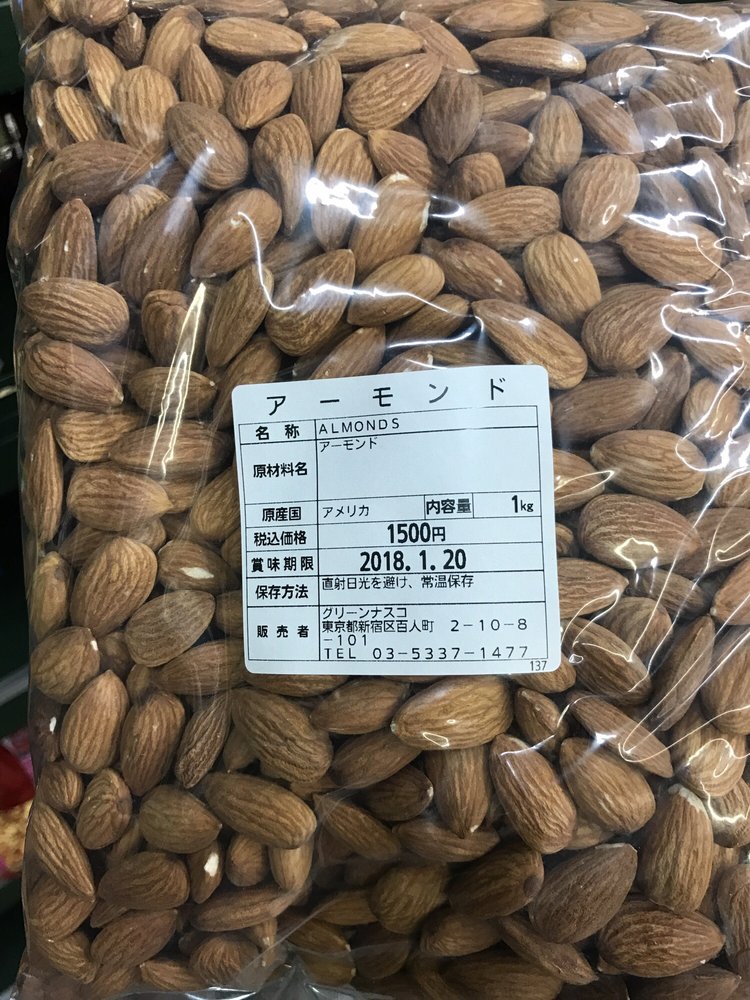 アーモンド
名称 ALMONDS
原材料名 アーモンド
原産国 アメリカ 内容量 1kg
税込価格 1500円
賞味期限 2018.1.20
保存方法 直射日光を避け、常温保存
販売者 グリーンナスコ
東京都新宿区百人町 2-10-8
-101
TEL 03-5337-1477
137